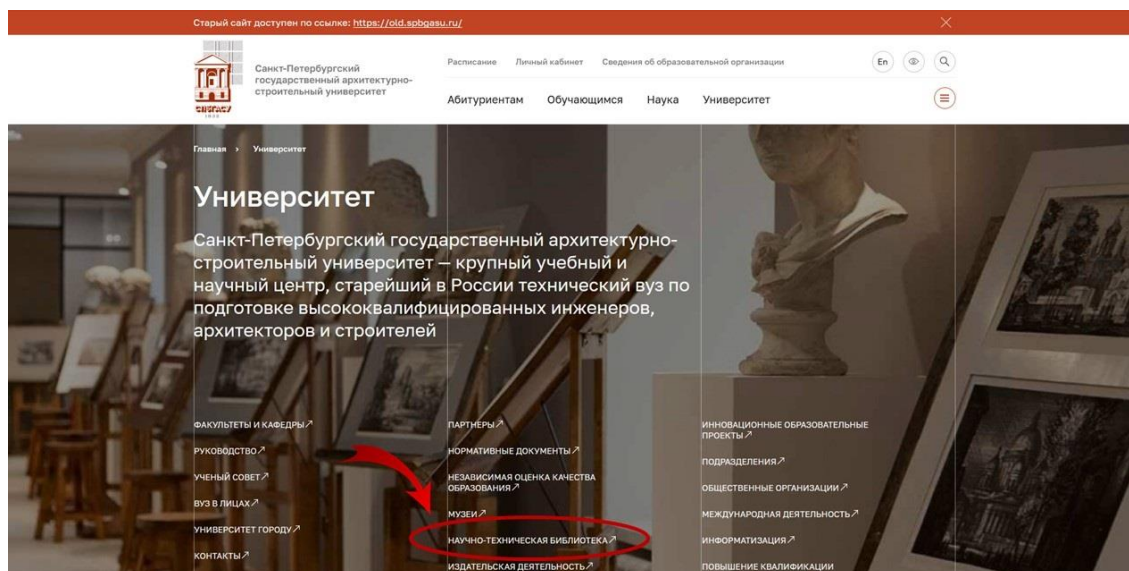 Старый сайт доступен по ссылке: https://old.spbgasu.ru/
Санкт-Петербургский
государственный архитектурно-
строительный университет
СПбГАСУ
1832
Расписание Личный кабинет Сведения об образовательной организации
En
Абитуриентам Обучающимся Наука Университет
Главная › Университет
Университет
Санкт-Петербургский государственный архитектурно-
строительный университет — крупный учебный и
научный центр, старейший в России технический вуз по
подготовке высококвалифицированных инженеров,
архитекторов и строителей
ФАКУЛЬТЕТЫ И КАФЕДРЫ↗
РУКОВОДСТВО↗
УЧЕНЫЙ СОВЕТ↗
ВУЗ В ЛИЦАХ↗
УНИВЕРСИТЕТ ГОРОДУ↗
КОНТАКТЫ↗
ПАРТНЕРЫ↗
НОРМАТИВНЫЕ ДОКУМЕНТЫ↗
НЕЗАВИСИМАЯ ОЦЕНКА КАЧЕСТВА
ОБРАЗОВАНИЯ↗
МУЗЕИ↗
НАУЧНО-ТЕХНИЧЕСКАЯ БИБЛИОТЕКА↗
ИЗДАТЕЛЬСКАЯ ДЕЯТЕЛЬНОСТЬ↗
ИННОВАЦИОННЫЕ ОБРАЗОВАТЕЛЬНЫЕ
ПРОЕКТЫ↗
ПОДРАЗДЕЛЕНИЯ↗
ОБЩЕСТВЕННЫЕ ОРГАНИЗАЦИИ↗
МЕЖДУНАРОДНАЯ ДЕЯТЕЛЬНОСТЬ↗
ИНФОРМАТИЗАЦИЯ↗
ПОВЫШЕНИЕ КВАЛИФИКАЦИИ